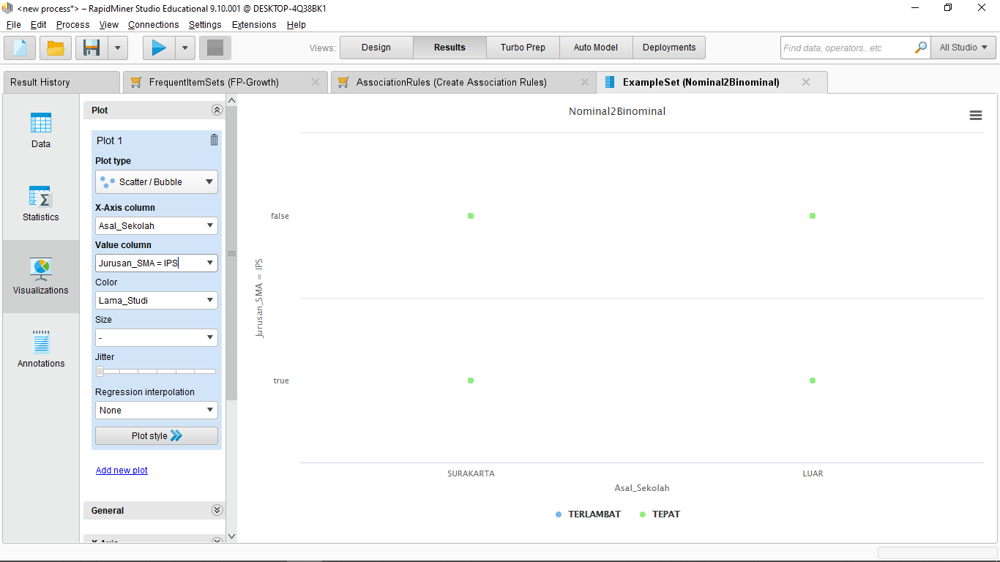 <new process*> – RapidMiner Studio Educational 9.10.001 @ DESKTOP-4Q38BK1
File Edit Process View Connections Settings Extensions Help
Views: Design Results Turbo Prep Auto Model Deployments Find data, operators...etc All Studio
Result History FrequentItemSets (FP-Growth) AssociationRules (Create Association Rules) ExampleSet (Nominal2Binominal)
Data
Statistics
Visualizations
Annotations
Plot
Plot 1
Plot type
Scatter / Bubble
X-Axis column
Asal_Sekolah
Value column
Jurusan_SMA = IPS
Color
Lama_Studi
Size
-
Jitter
Regression interpolation
None
Plot style
Add new plot
General
X-Axis
Nominal2Binominal
false
true
Jurusan_SMA = IPS
SURAKARTA LUAR
Asal_Sekolah
TERLAMBAT TEPAT